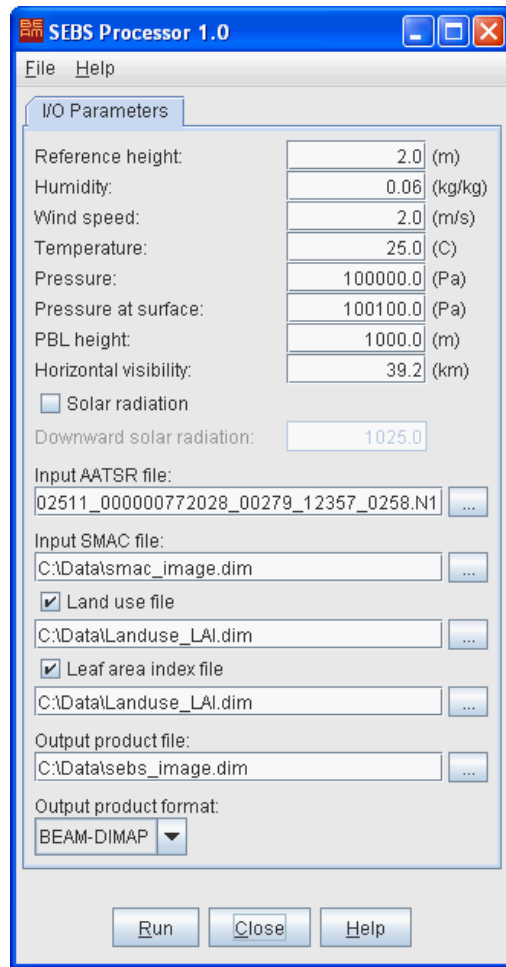 BEAM SEBS Processor 1.0
File Help
I/O Parameters
Reference height: 2.0 (m)
Humidity: 0.06 (kg/kg)
Wind speed: 2.0 (m/s)
Temperature: 25.0 (C)
Pressure: 100000.0 (Pa)
Pressure at surface: 100100.0 (Pa)
PBL height: 1000.0 (m)
Horizontal visibility: 39.2 (km)
Solar radiation
Downward solar radiation: 1025.0
Input AATSR file:
02511_000000772028_00279_12357_0258.N1 ...
Input SMAC file:
C:\Data\smac_image.dim ...
Land use file
C:\Data\Landuse_LAI.dim ...
Leaf area index file
C:\Data\Landuse_LAI.dim ...
Output product file:
C:\Data\sebs_image.dim ...
Output product format:
BEAM-DIMAP
Run Close Help